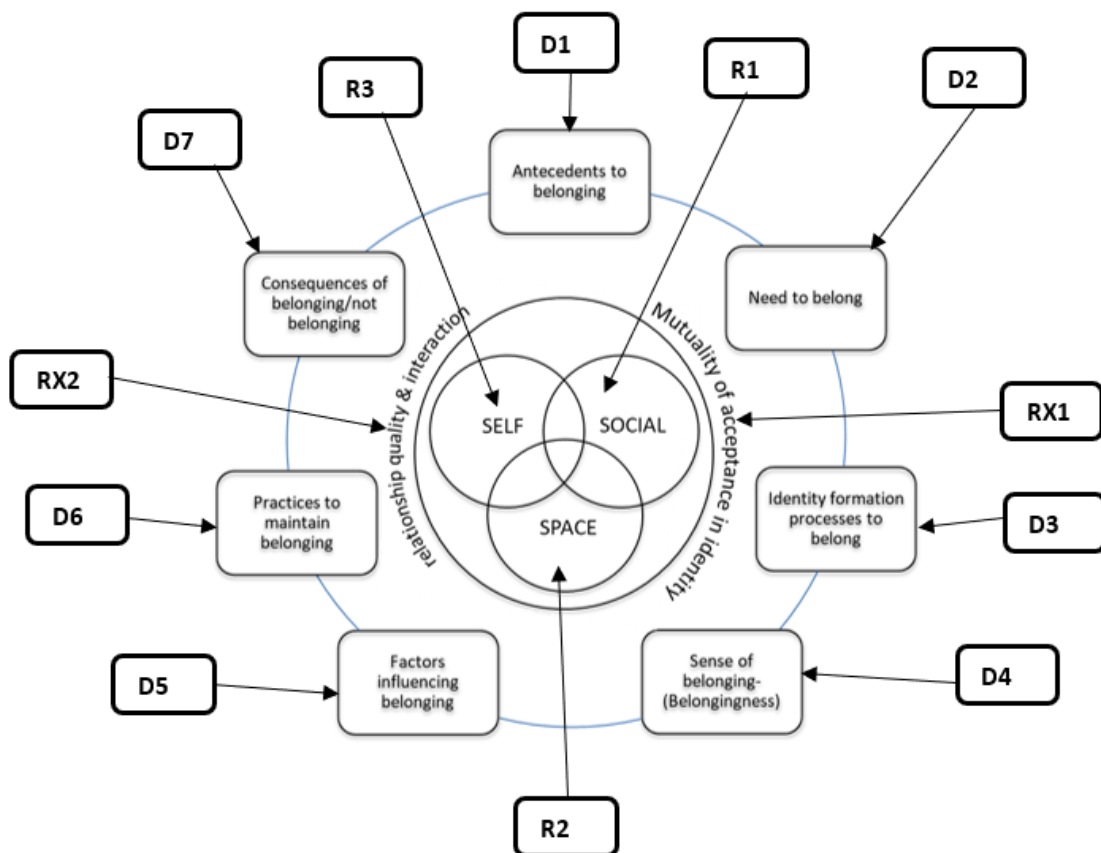 D1
R1
R3
D2
D7
Antecedents to
belonging
Consequences of
belonging/not
belonging
Need to belong
relationship quality & interaction
Mutuality of acceptance in identity
RX2
RX1
SELF
SOCIAL
SPACE
D6
Practices to
maintain
belonging
Identity formation
processes to
belong
D3
D5
Factors
influencing
belonging
Sense of
belonging-
(Belongingness)
D4
R2